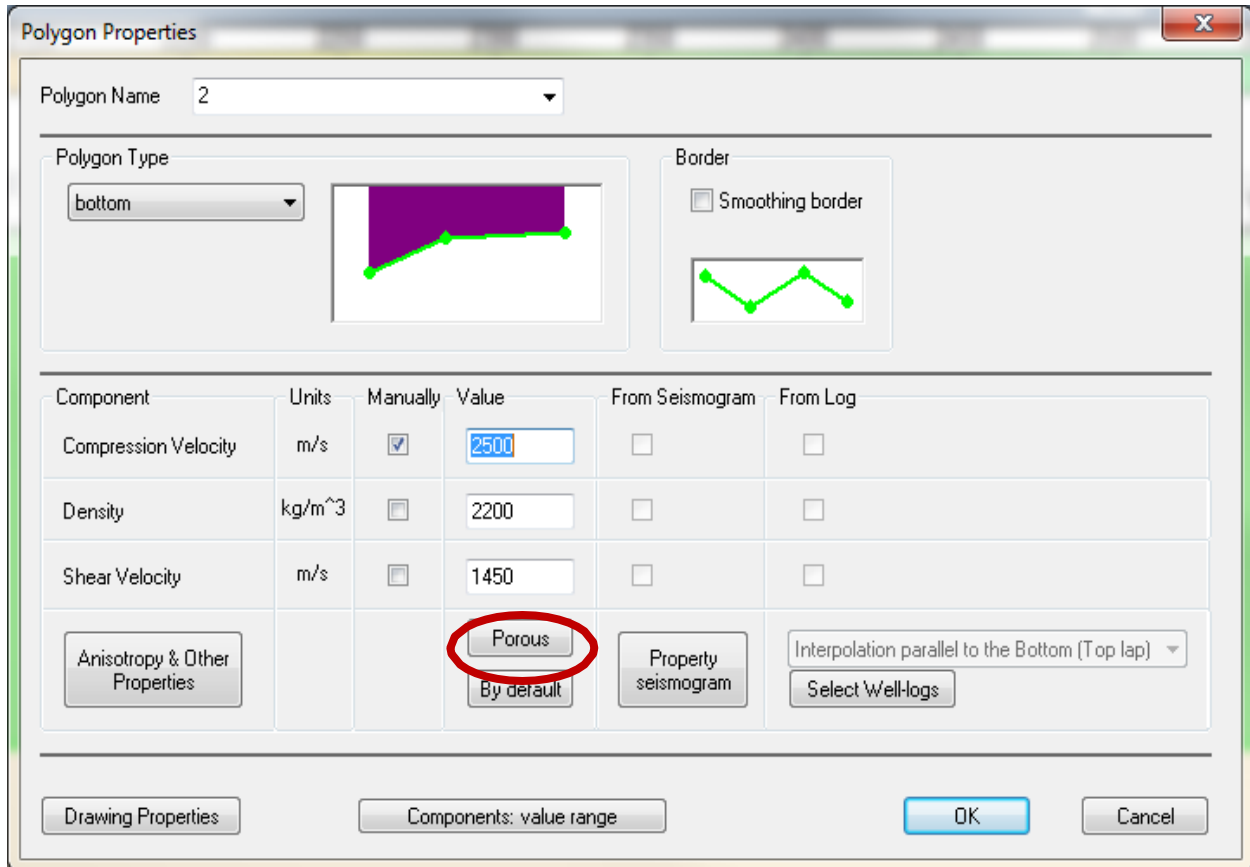 Polygon Properties
X
Polygon Name 2
Polygon Type
Border
bottom
Smoothing border
Component Units Manually Value From Seismogram From Log
Compression Velocity m/s 2500
Density kg/m^3 2200
Shear Velocity m/s 1450
Anisotropy & Other
Properties
Porous
By default
Property
seismogram
Interpolation parallel to the Bottom (Top lap)
Select Well-logs
Drawing Properties Components: value range OK Cancel